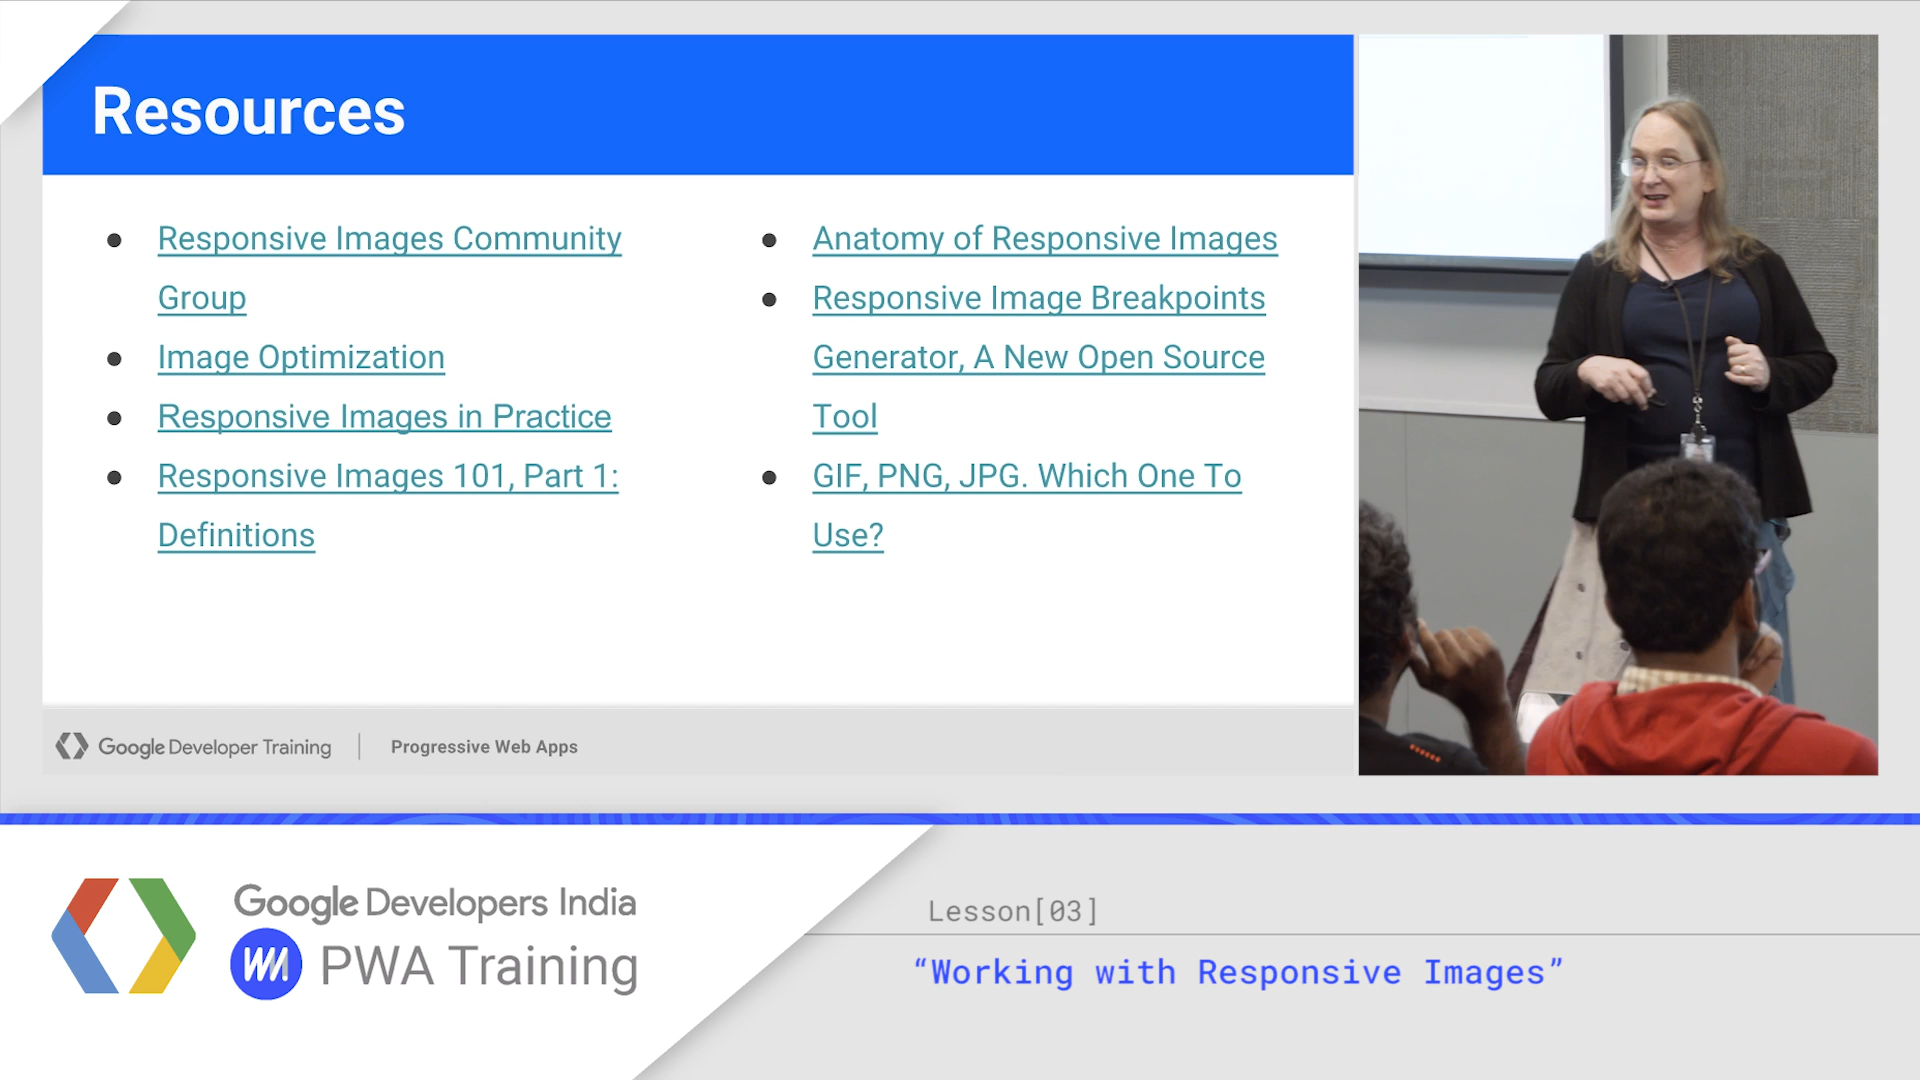 Resources
Responsive Images Community
Group
Image Optimization
Responsive Images in Practice
Responsive Images 101, Part 1:
Definitions
Anatomy of Responsive Images
Responsive Image Breakpoints
Generator, A New Open Source
Tool
GIF, PNG, JPG. Which One To
Use?
Google Developer Training | Progressive Web Apps
Google Developers India
PWA Training
Lesson[03]
“Working with Responsive Images”